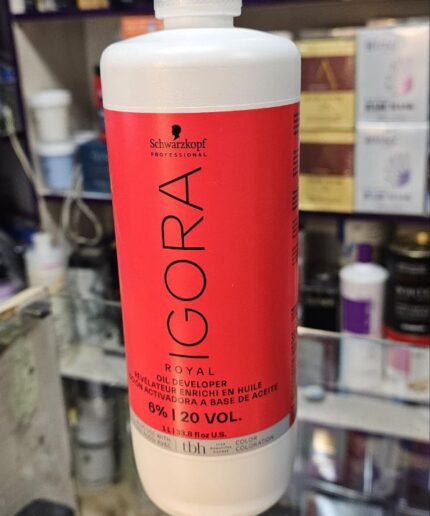 Schwarzkopf
PROFESSIONAL
IGORA
ROYAL
OIL DEVELOPER
RÉVÉLATEUR ENRICHI EN HUILE
ACTIVADORA A BASE DE ACEITE
6% | 20 VOL.
1 L | 33.8 fl oz U.S.
WITH
tbh
COLOR
COLORATION